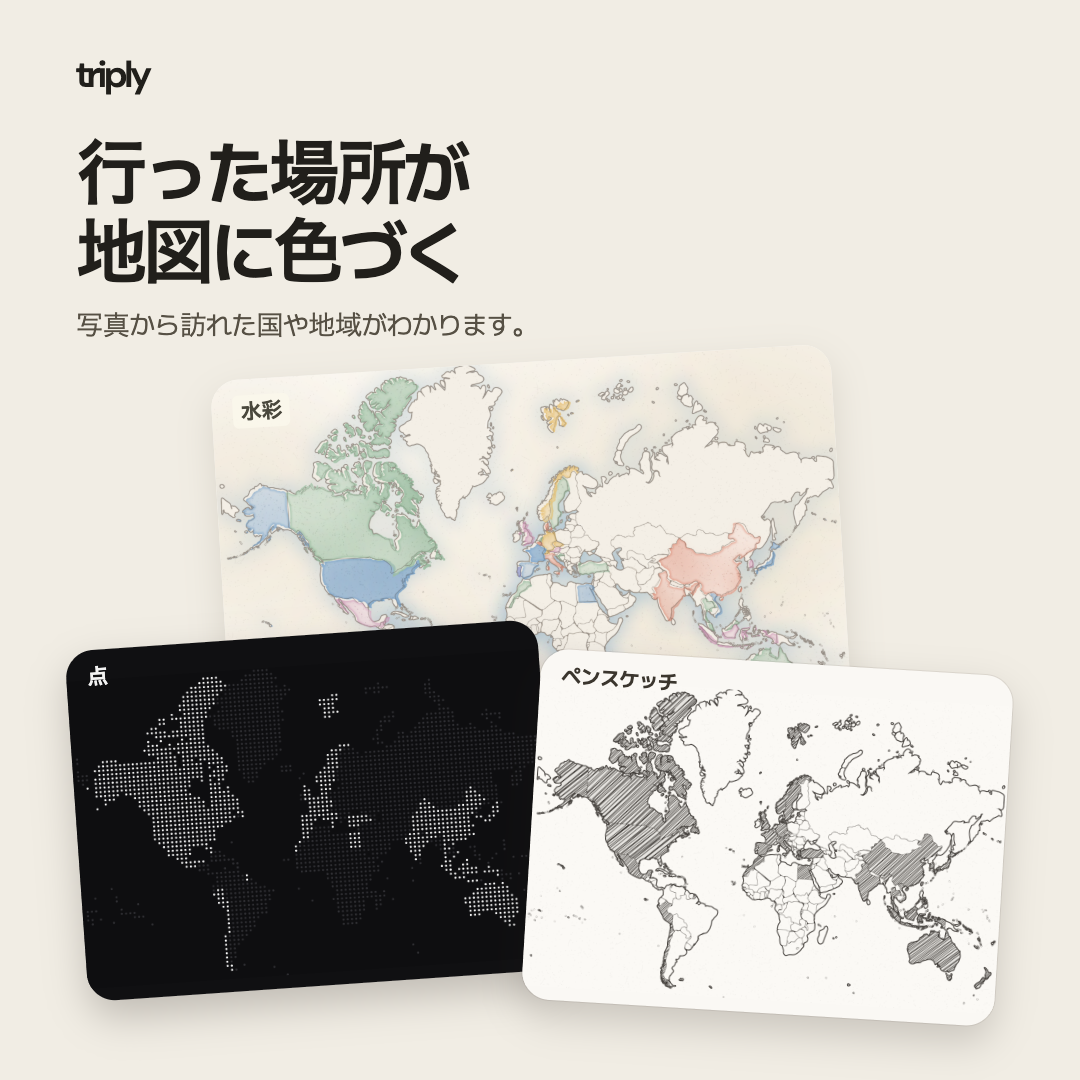 triply
行った場所が
地図に色づく
写真から訪れた国や地域がわかります。
水彩
点
ペンスケッチ